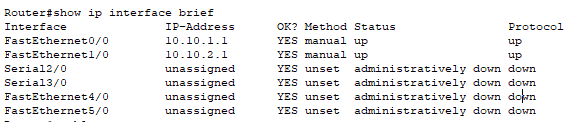 Router#show ip interface brief
Interface IP-Address OK? Method Status Protocol
FastEthernet0/0 10.10.1.1 YES manual up up
FastEthernet1/0 10.10.2.1 YES manual up up
Serial2/0 unassigned YES unset administratively down down
Serial3/0 unassigned YES unset administratively down down
FastEthernet4/0 unassigned YES unset administratively down down
FastEthernet5/0 unassigned YES unset administratively down down